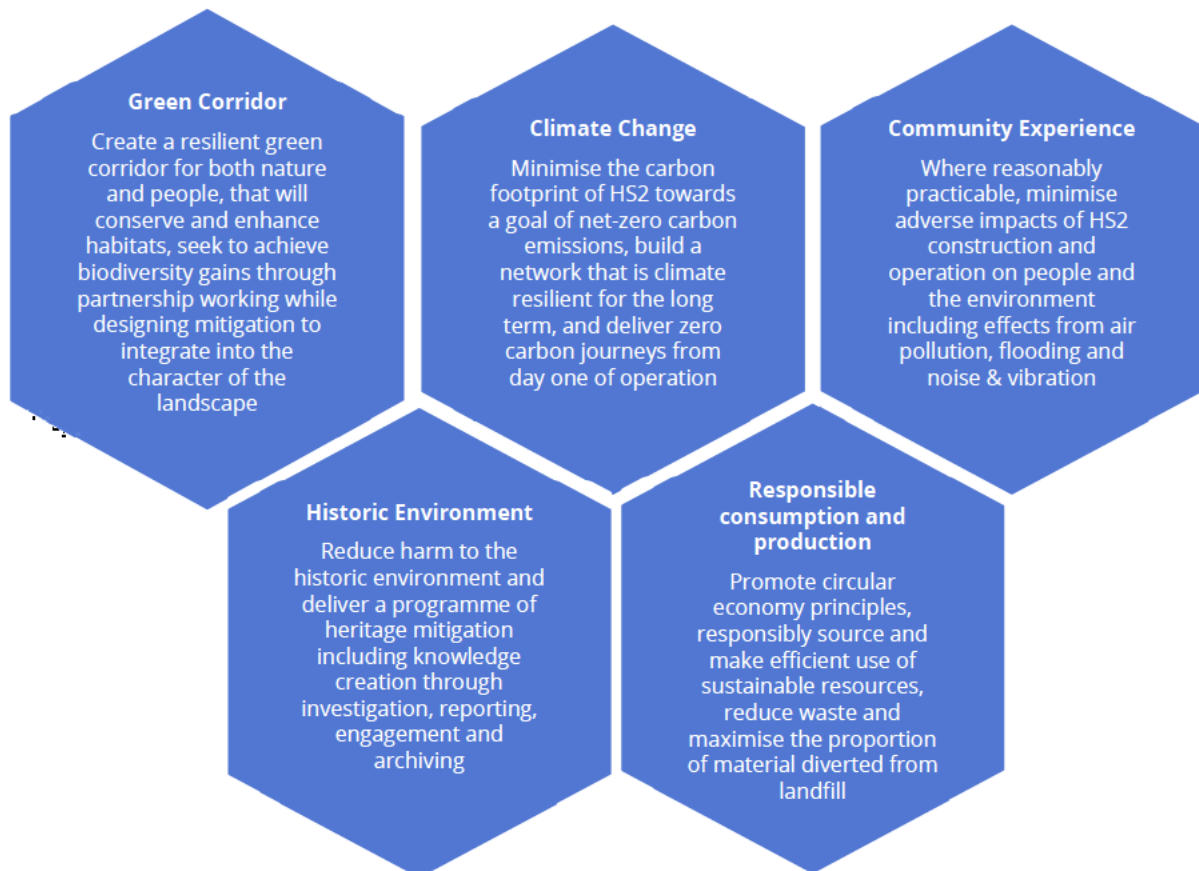 Green Corridor
Create a resilient green
corridor for both nature
and people, that will
conserve and enhance
habitats, seek to achieve
biodiversity gains through
partnership working while
designing mitigation to
integrate into the
character of the
landscape
Climate Change
Minimise the carbon
footprint of HS2 towards
a goal of net-zero carbon
emissions, build a
network that is climate
resilient for the long
term, and deliver zero
carbon journeys from
day one of operation
Community Experience
Where reasonably
practicable, minimise
adverse impacts of HS2
construction and
operation on people and
the environment
including effects from air
pollution, flooding and
noise & vibration
Historic Environment
Reduce harm to the
historic environment and
deliver a programme of
heritage mitigation
including knowledge
creation through
investigation, reporting,
engagement and
archiving
Responsible
consumption and
production
Promote circular
economy principles,
responsibly source and
make efficient use of
sustainable resources,
reduce waste and
maximise the proportion
of material diverted from
landfill